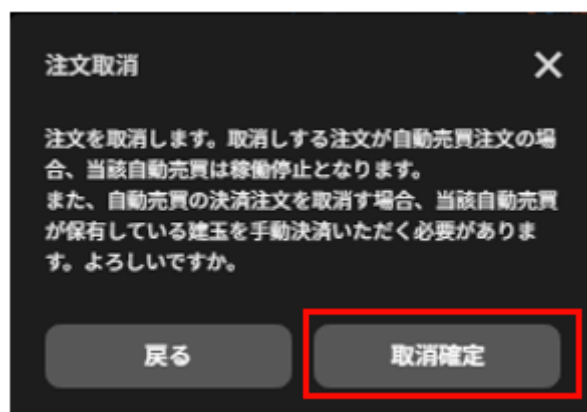 注文取消
注文を取消します。取消しする注文が自動売買注文の場
合、当該自動売買は稼働停止となります。
また、自動売買の決済注文を取消す場合、当該自動売買
が保有している建玉を手動決済いただく必要がありま
す。よろしいですか。
戻る
取消確定